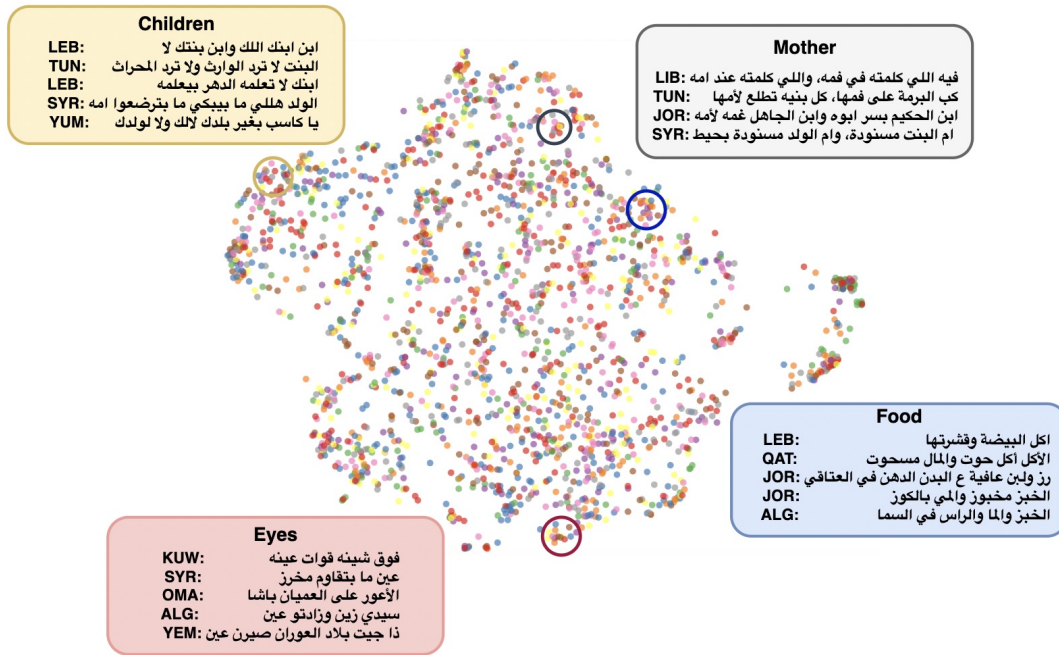 Children
LEB: ابن ابنك اللك وابن بنتك لا
TUN: البنت لا ترد الوارث ولا ترد المحراث
LEB: ابنك لا تعلمه الدهر بيعلمه
SYR: الولد هللي ما بيبكي ما بترضعوا امه
YUM: يا كاسب بغير بلدك لالك ولا لولدك
Mother
LIB: فيه اللي كلمته في فمه، واللي كلمته عند امه
TUN: كب البرمة على فمها، كل بنيه تطلع لأمها
JOR: ابن الحكيم بسر ابوه وابن الجاهل غمه لأمه
SYR: ام البنت مسنودة، وام الولد مسنودة بحيط
Food
LEB: اكل البيضة وقشرتها
QAT: الأكل أكل حوت والمال مسحوت
JOR: رز ولبن عافية ع البدن الدهن في العتاقي
JOR: الخبز مخبوز والمي بالكوز
ALG: الخبز والما والراس في السما
Eyes
KUW: فوق شينه قوات عينه
SYR: عين ما بتقاوم مخرز
OMA: الأعور على العميان باشا
ALG: سيدي زين وزادتو عين
YEM: ذا جيت بلاد العوران صيرن عين